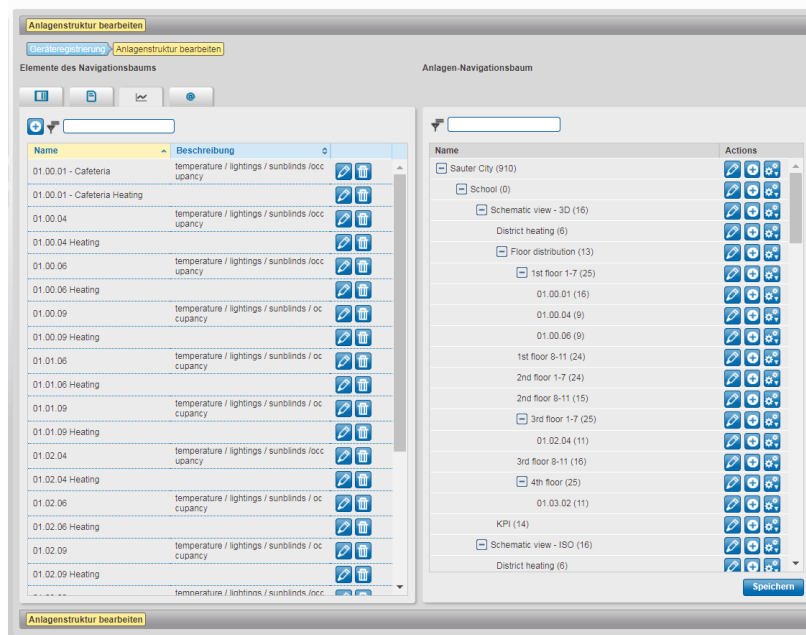 Anlagenstruktur bearbeiten
Geräteregistrierung Anlagenstruktur bearbeiten
Elemente des Navigationsbaums
Name Beschreibung
01.00.01 - Cafeteria temperature / lightings / sunblinds /occ
upancy
01.00.01 - Cafeteria Heating
01.00.04 temperature / lightings / sunblinds /occ
upancy
01.00.04 Heating
01.00.06 temperature / lightings / sunblinds /occ
upancy
01.00.06 Heating
01.00.09 temperature / lightings / sunblinds / oc
cupancy
01.00.09 Heating
01.01.06 temperature / lightings / sunblinds / oc
cupancy
01.01.06 Heating
01.01.09 temperature / lightings / sunblinds / oc
cupancy
01.01.09 Heating
01.02.04 temperature / lightings / sunblinds /occ
upancy
01.02.04 Heating
01.02.06 temperature / lightings / sunblinds / oc
cupancy
01.02.06 Heating
01.02.09 temperature / lightings / sunblinds / oc
cupancy
01.02.09 Heating
temperature / lightings / sunblinds / oc
Anlagen-Navigationsbaum
Name Actions
Sauter City (910)
School (0)
Schematic view - 3D (16)
District heating (6)
Floor distribution (13)
1st floor 1-7 (25)
01.00.01 (16)
01.00.04 (9)
01.00.06 (9)
1st floor 8-11 (24)
2nd floor 1-7 (24)
2nd floor 8-11 (15)
3rd floor 1-7 (25)
01.02.04 (11)
3rd floor 8-11 (16)
4th floor (25)
01.03.02 (11)
KPI (14)
Schematic view - ISO (16)
District heating (6)
Speichern
Anlagenstruktur bearbeiten